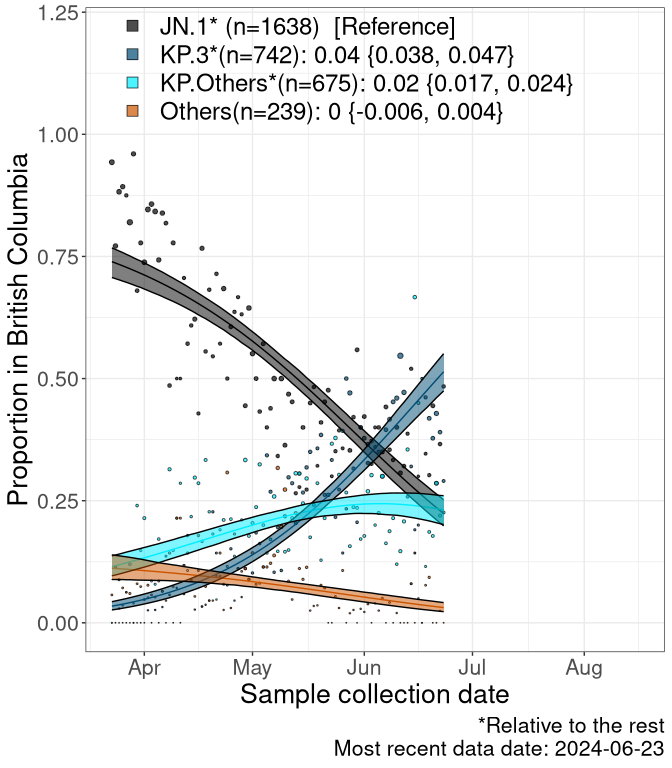 JN.1* (n=1638)  [Reference]
KP.3*(n=742): 0.04 {0.038, 0.047}
KP.Others*(n=675): 0.02 {0.017, 0.024}
Others(n=239): 0 {-0.006, 0.004}
1.25
1.00
0.75
0.50
0.25
0.00
Proportion in British Columbia
Apr May Jun Jul Aug
Sample collection date
*Relative to the rest
Most recent data date: 2024-06-23